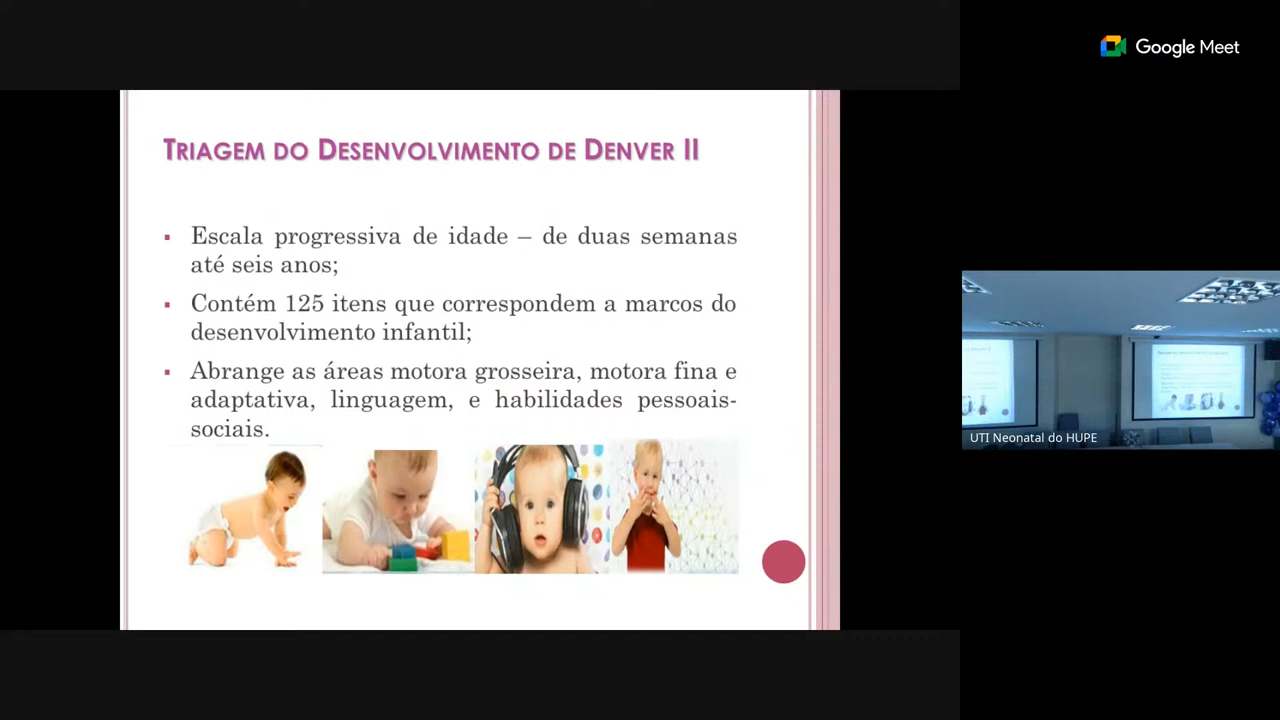 Google Meet
TRIAGEM DO DESENVOLVIMENTO DE DENVER II
▪ Escala progressiva de idade – de duas semanas
até seis anos;
▪ Contém 125 itens que correspondem a marcos do
desenvolvimento infantil;
▪ Abrange as áreas motora grosseira, motora fina e
adaptativa, linguagem, e habilidades pessoais-
sociais.
UTI Neonatal do HUPE